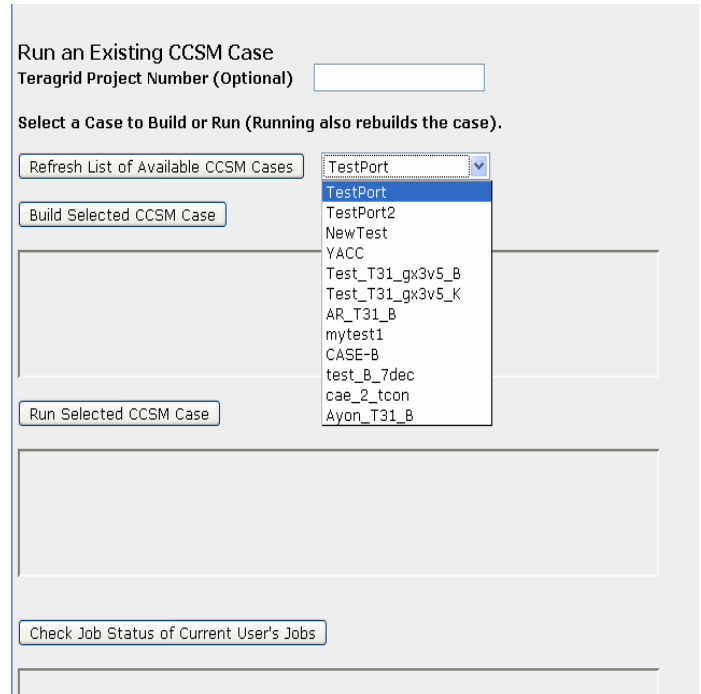 Run an Existing CCSM Case
Teragrid Project Number (Optional)
Select a Case to Build or Run (Running also rebuilds the case).
Refresh List of Available CCSM Cases
TestPort
TestPort
TestPort2
NewTest
YACC
Test_T31_gx3v5_B
Test_T31_gx3v5_K
AR_T31_B
mytest1
CASE-B
test_B_7dec
cae_2_tcon
Ayon_T31_B
Build Selected CCSM Case
Run Selected CCSM Case
Check Job Status of Current User's Jobs